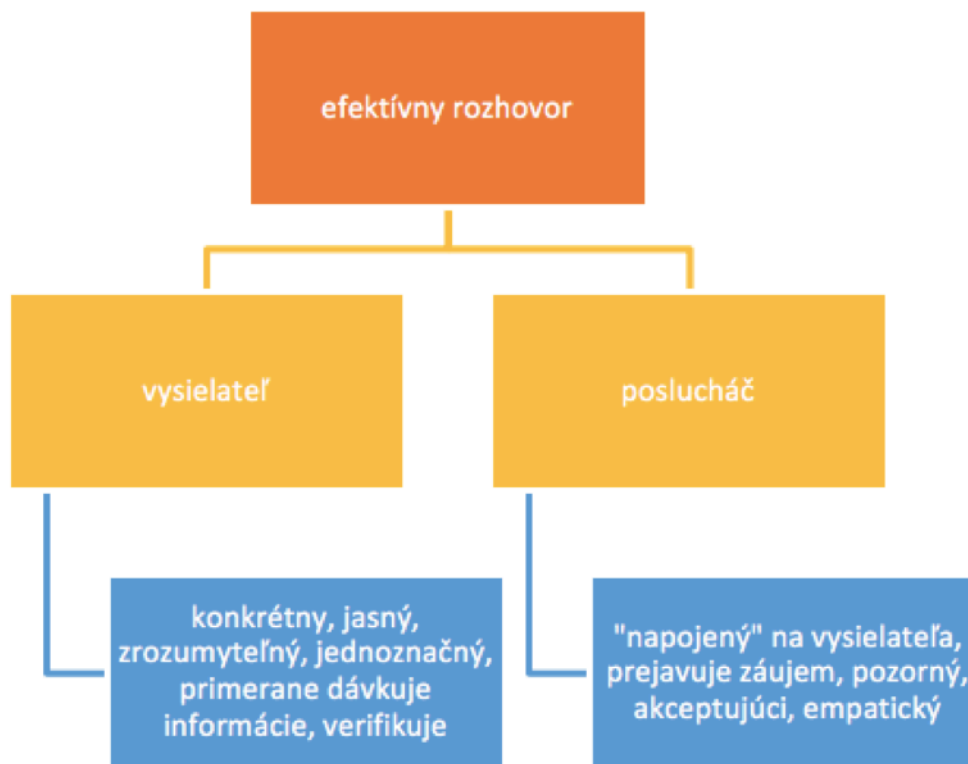 efektívny rozhovor
vysielateľ
poslucháč
konkrétny, jasný,
zrozumyteľný, jednoznačný,
primerane dávkuje
informácie, verifikuje
"napojený" na vysielateľa,
prejavuje záujem, pozorný,
akceptujúci, empatický